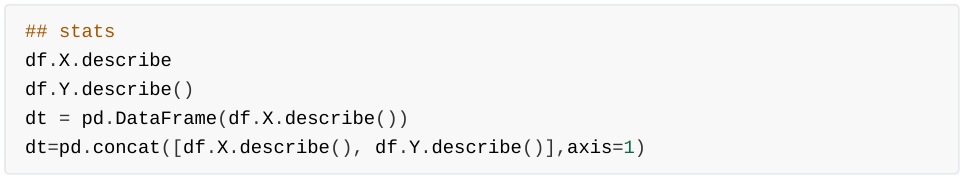 ## stats
df.X.describe
df.Y.describe()
dt = pd.DataFrame(df.X.describe())
dt=pd.concat([df.X.describe(), df.Y.describe()],axis=1)